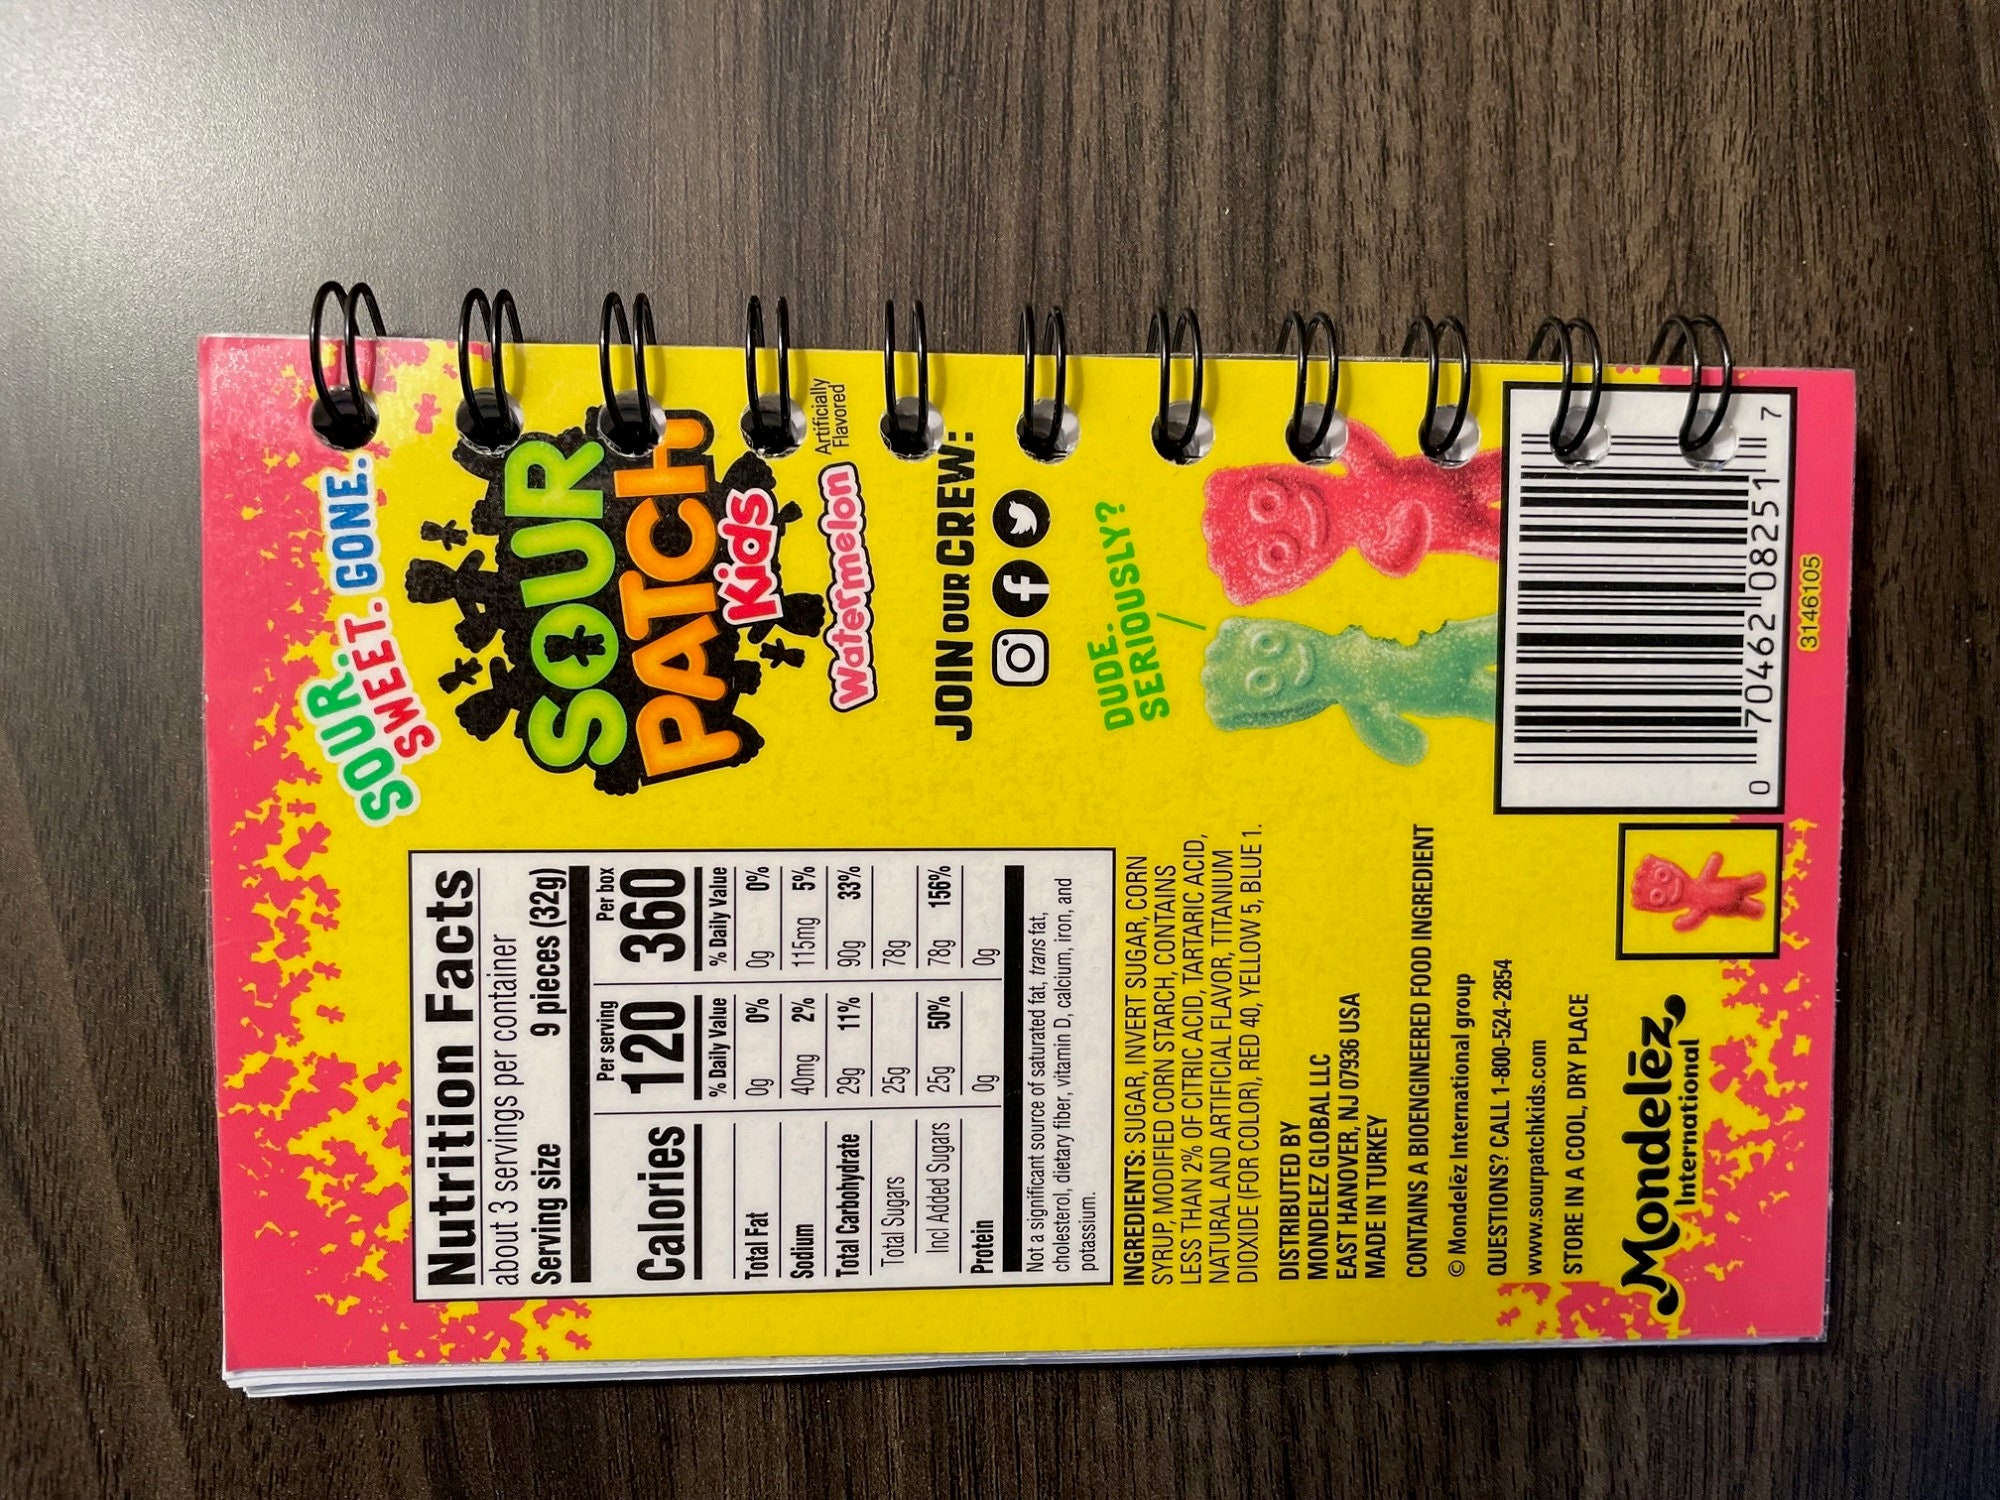 SOUR.
SWEET. GONE.
SOUR
PATCH
Kids
Watermelon
Artificially
Flavored
JOIN OUR CREW:
DUDE.
SERIOUSLY?
Nutrition Facts
about 3 servings per container
Serving size 9 pieces (32g)
Per serving Per box
Calories 120 360
% Daily Value % Daily Value
Total Fat 0g 0% 0g 0%
Sodium 40mg 2% 115mg 5%
Total Carbohydrate 29g 11% 90g 33%
Total Sugars 25g 78g
Incl Added Sugars 25g 50% 78g 156%
Protein 0g 0g
Not a significant source of saturated fat, trans fat,
cholesterol, dietary fiber, vitamin D, calcium, iron, and
potassium.
INGREDIENTS: SUGAR, INVERT SUGAR, CORN
SYRUP, MODIFIED CORN STARCH, CONTAINS
LESS THAN 2% OF CITRIC ACID, TARTARIC ACID,
NATURAL AND ARTIFICIAL FLAVOR, TITANIUM
DIOXIDE (FOR COLOR), RED 40, YELLOW 5, BLUE 1.
DISTRIBUTED BY
MONDELEZ GLOBAL LLC
EAST HANOVER, NJ 07936 USA
MADE IN TURKEY
CONTAINS A BIOENGINEERED FOOD INGREDIENT
© Mondelēz International group
QUESTIONS? CALL 1-800-524-2854
www.sourpatchkids.com
STORE IN A COOL, DRY PLACE
Mondelēz
International
0 70462 08251 7
3146105